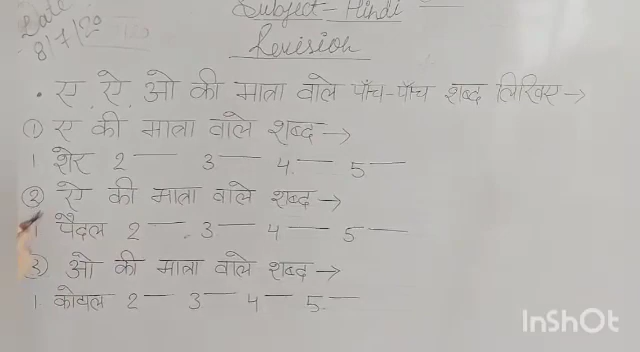 Date
8/7/20
Subject - Hindi
Revision
• ए, ऐ, ओ की मात्रा वाले पाँच-पाँच शब्द लिखिए →
① ए की मात्रा वाले शब्द →
1 शेर 2 — 3 — 4. — 5 —
② ऐ की मात्रा वाले शब्द →
1 पैदल 2 — 3 — 4 — 5 —
③ ओ की मात्रा वाले शब्द →
1. कोयल 2 — 3 — 4 — 5. —
InShOt